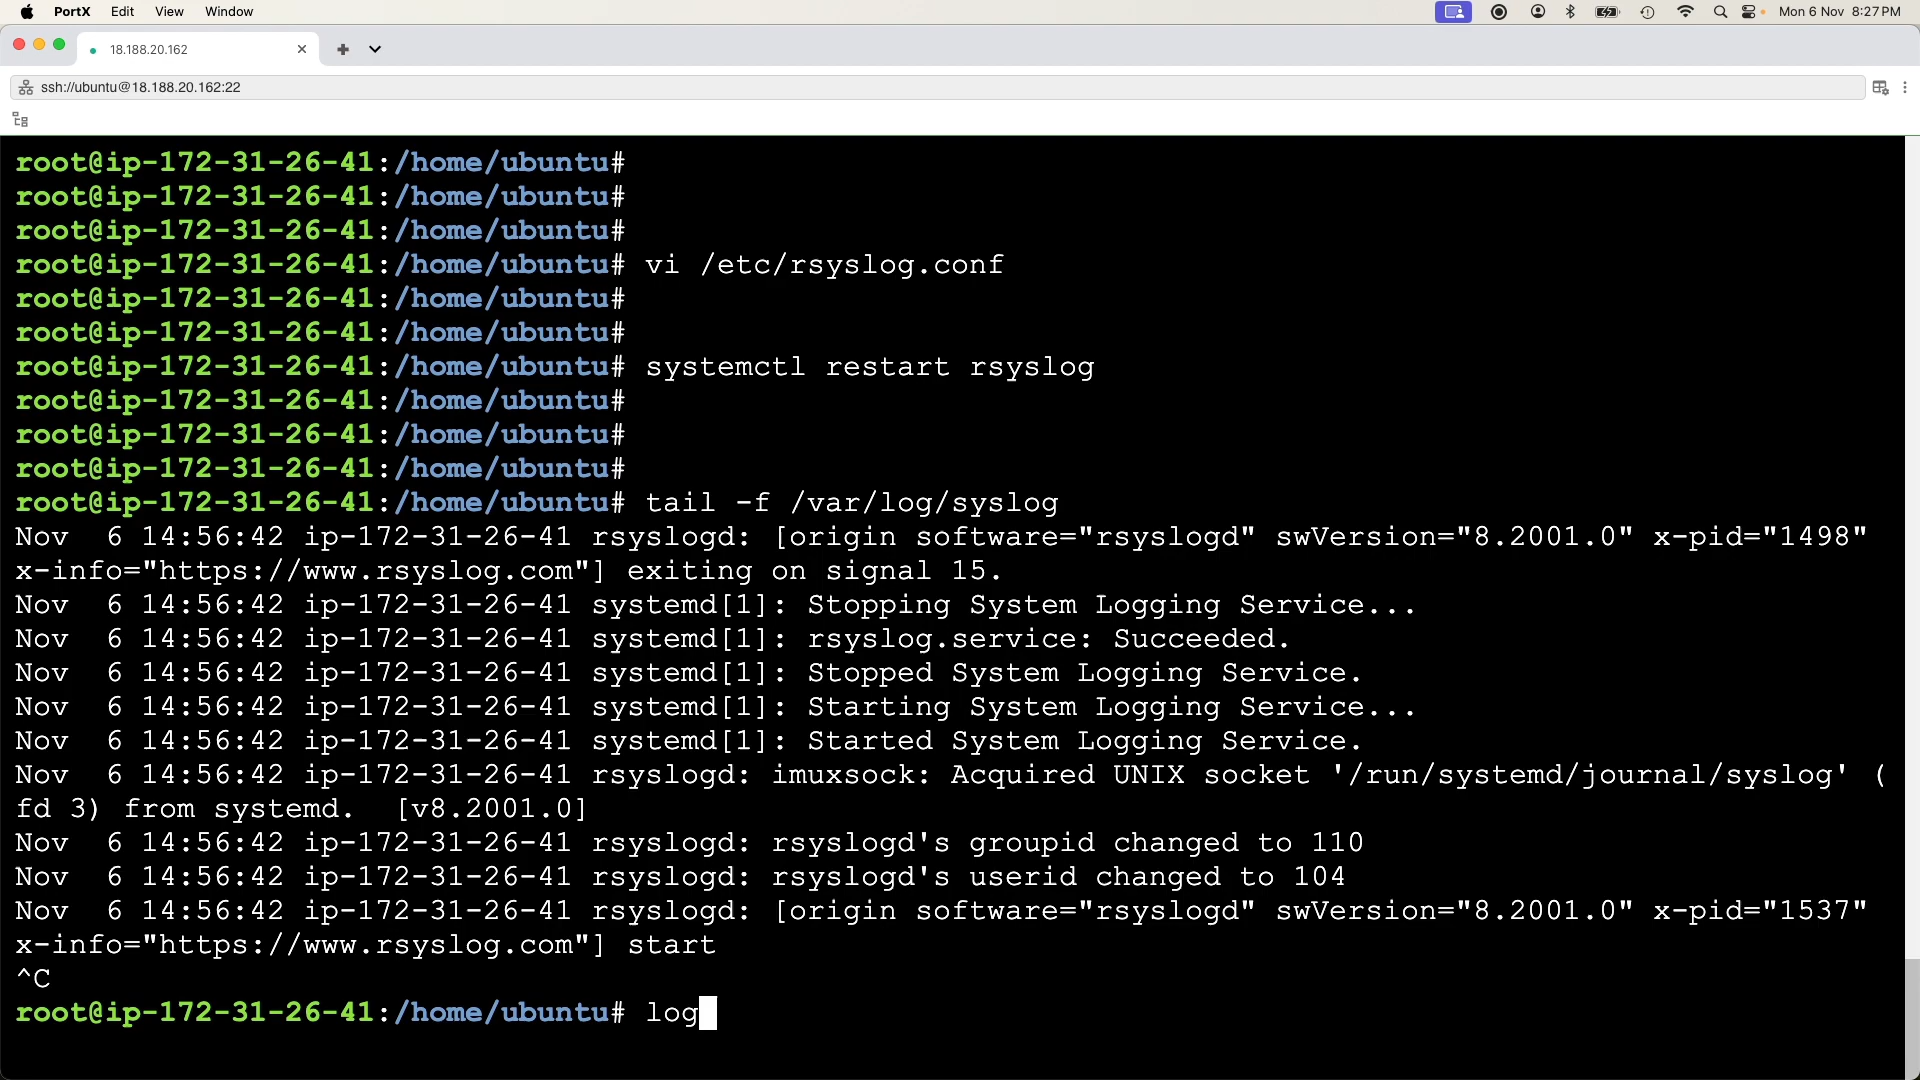 PortX Edit View Window Mon 6 Nov 8:27 PM
18.188.20.162
ssh://ubuntu@18.188.20.162:22
root@ip-172-31-26-41:/home/ubuntu#
root@ip-172-31-26-41:/home/ubuntu#
root@ip-172-31-26-41:/home/ubuntu#
root@ip-172-31-26-41:/home/ubuntu# vi /etc/rsyslog.conf
root@ip-172-31-26-41:/home/ubuntu#
root@ip-172-31-26-41:/home/ubuntu#
root@ip-172-31-26-41:/home/ubuntu# systemctl restart rsyslog
root@ip-172-31-26-41:/home/ubuntu#
root@ip-172-31-26-41:/home/ubuntu#
root@ip-172-31-26-41:/home/ubuntu#
root@ip-172-31-26-41:/home/ubuntu# tail -f /var/log/syslog
Nov  6 14:56:42 ip-172-31-26-41 rsyslogd: [origin software="rsyslogd" swVersion="8.2001.0" x-pid="1498"
x-info="https://www.rsyslog.com"] exiting on signal 15.
Nov  6 14:56:42 ip-172-31-26-41 systemd[1]: Stopping System Logging Service...
Nov  6 14:56:42 ip-172-31-26-41 systemd[1]: rsyslog.service: Succeeded.
Nov  6 14:56:42 ip-172-31-26-41 systemd[1]: Stopped System Logging Service.
Nov  6 14:56:42 ip-172-31-26-41 systemd[1]: Starting System Logging Service...
Nov  6 14:56:42 ip-172-31-26-41 systemd[1]: Started System Logging Service.
Nov  6 14:56:42 ip-172-31-26-41 rsyslogd: imuxsock: Acquired UNIX socket '/run/systemd/journal/syslog' (
fd 3) from systemd.  [v8.2001.0]
Nov  6 14:56:42 ip-172-31-26-41 rsyslogd: rsyslogd's groupid changed to 110
Nov  6 14:56:42 ip-172-31-26-41 rsyslogd: rsyslogd's userid changed to 104
Nov  6 14:56:42 ip-172-31-26-41 rsyslogd: [origin software="rsyslogd" swVersion="8.2001.0" x-pid="1537"
x-info="https://www.rsyslog.com"] start
^C
root@ip-172-31-26-41:/home/ubuntu# log